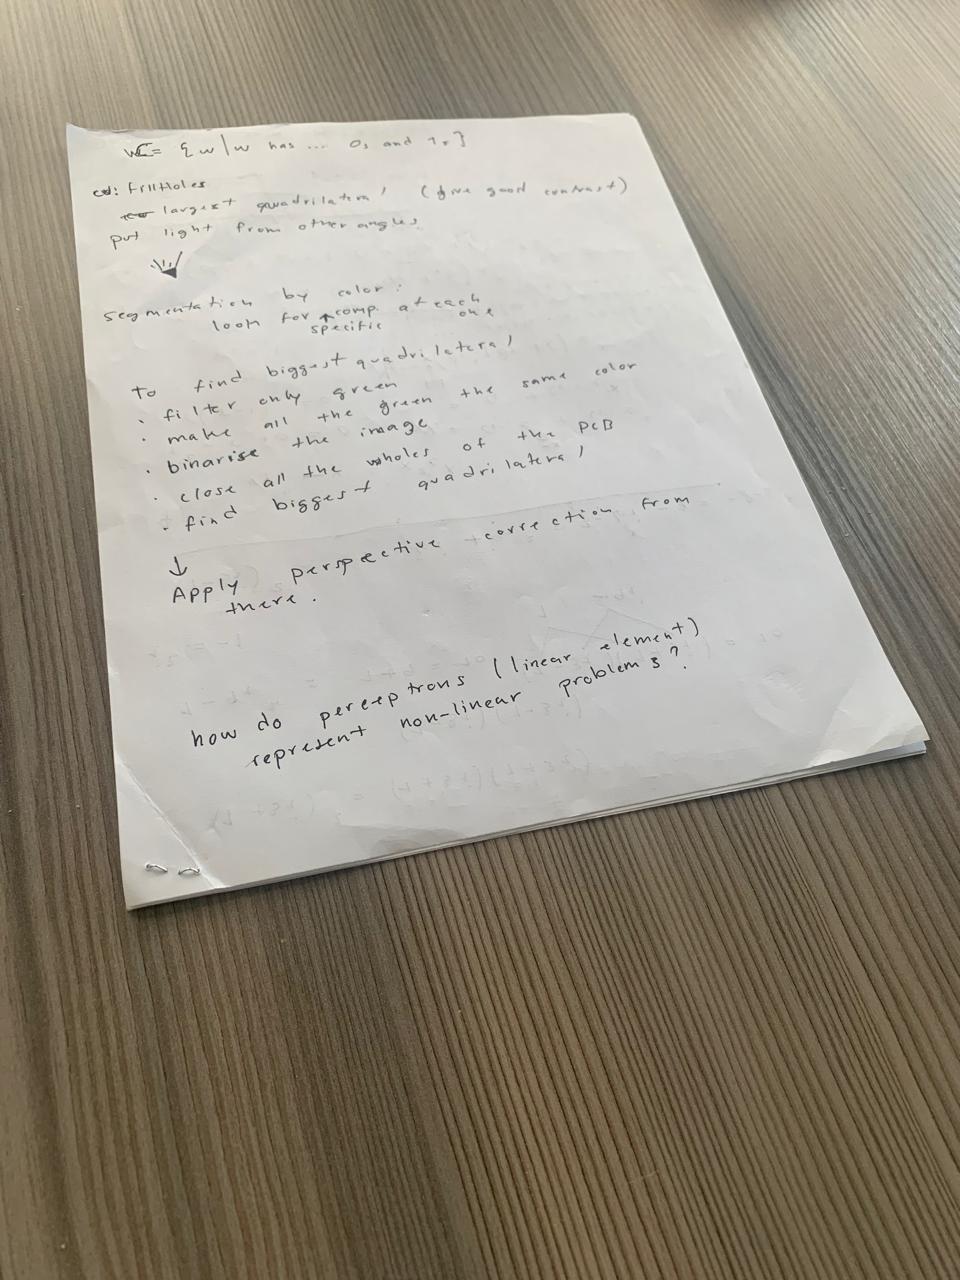 = {w | w has ... 0s and 1s}
: FillHoles
largest quadrilateral (give good contrast)
put light from other angles.
segmentation by color:
look for specific comp. at each one
To find biggest quadrilateral
· filter only green
· make all the green the same color
· binarise the image
· close all the wholes of the PCB
· find biggest quadrilateral
↓
Apply perspective correction from
there.
how do perceptrons (linear element)
represent non-linear problems?